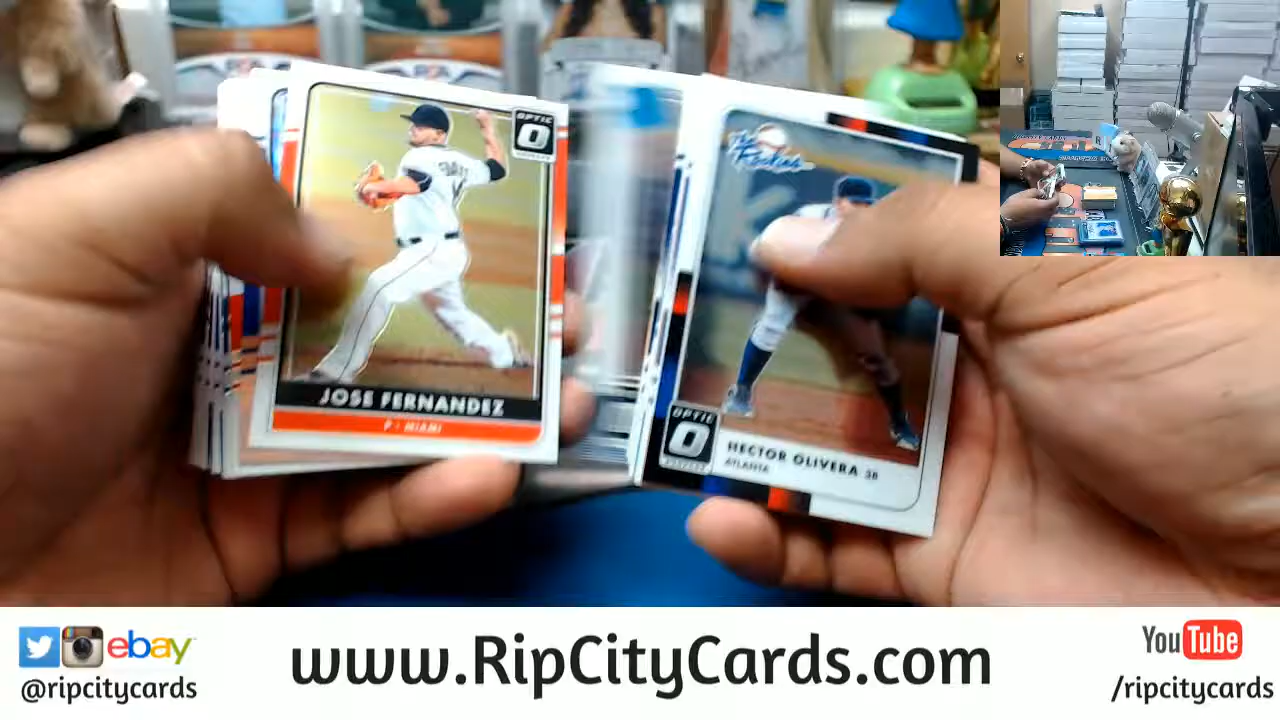 OPTIC
JOSE FERNANDEZ
P - MIAMI
The Rookies
OPTIC
HECTOR OLIVERA 3B
ATLANTA
ebay
@ripcitycards
www.RipCityCards.com
YouTube
/ripcitycards